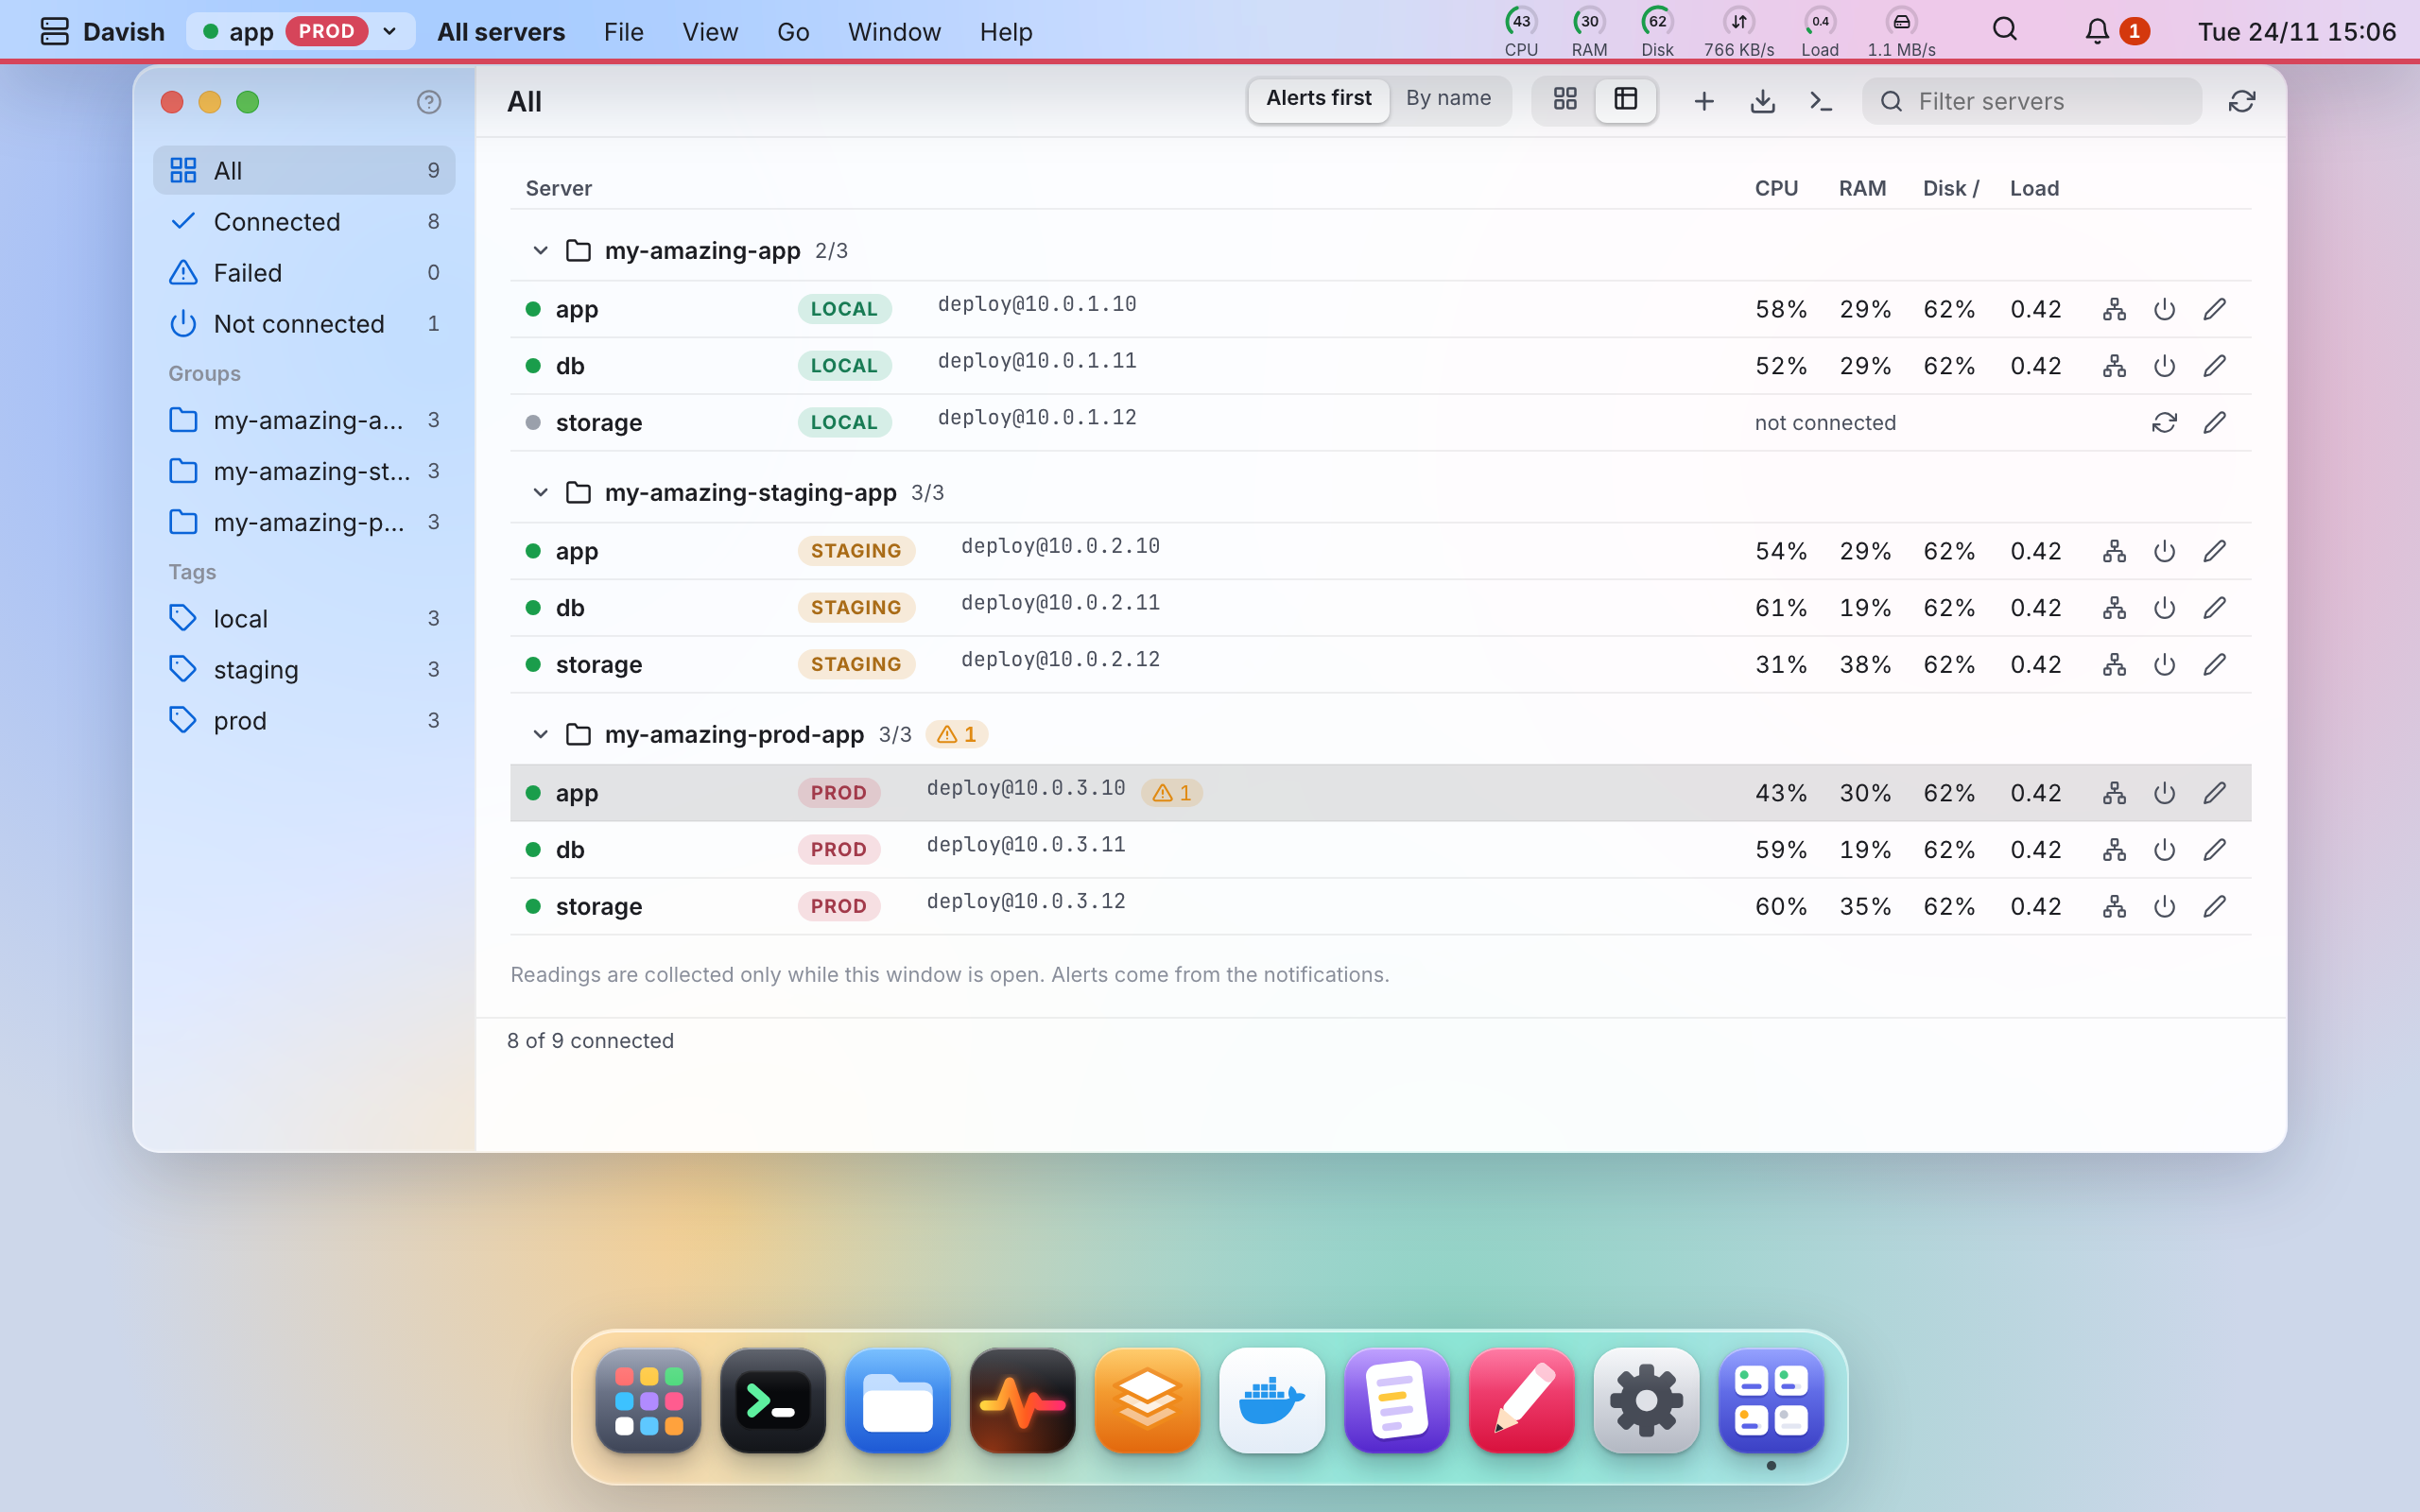 Davish app PROD All servers File View Go Window Help 43 CPU 30 RAM 62 Disk 766 KB/s 0.4 Load 1.1 MB/s 1 Tue 24/11 15:06
All Alerts first By name Filter servers
All 9
Connected 8
Failed 0
Not connected 1
Groups
my-amazing-a... 3
my-amazing-st... 3
my-amazing-p... 3
Tags
local 3
staging 3
prod 3
Server CPU RAM Disk / Load
my-amazing-app 2/3
app LOCAL deploy@10.0.1.10 58% 29% 62% 0.42
db LOCAL deploy@10.0.1.11 52% 29% 62% 0.42
storage LOCAL deploy@10.0.1.12 not connected
my-amazing-staging-app 3/3
app STAGING deploy@10.0.2.10 54% 29% 62% 0.42
db STAGING deploy@10.0.2.11 61% 19% 62% 0.42
storage STAGING deploy@10.0.2.12 31% 38% 62% 0.42
my-amazing-prod-app 3/3 1
app PROD deploy@10.0.3.10 1 43% 30% 62% 0.42
db PROD deploy@10.0.3.11 59% 19% 62% 0.42
storage PROD deploy@10.0.3.12 60% 35% 62% 0.42
Readings are collected only while this window is open. Alerts come from the notifications.
8 of 9 connected